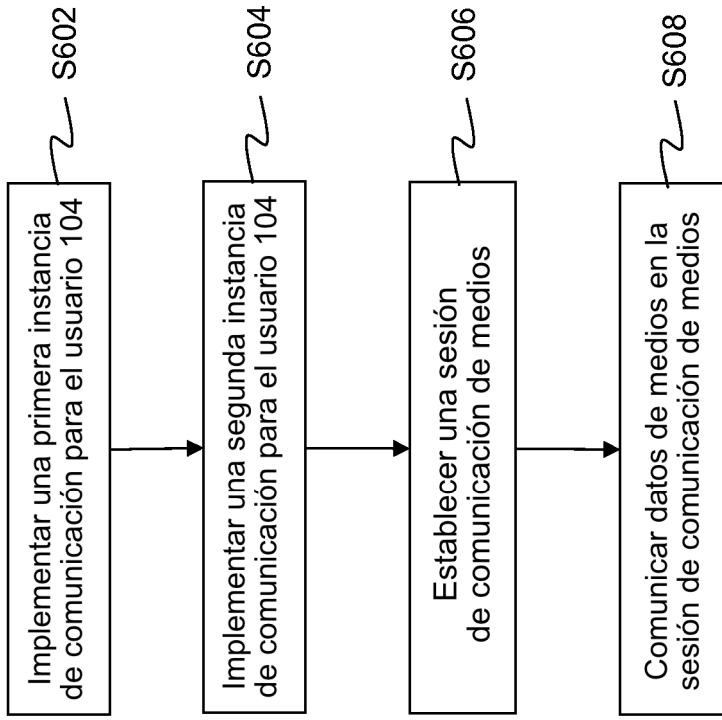 Implementar una primera instancia
de comunicación para el usuario 104
S602
Implementar una segunda instancia
de comunicación para el usuario 104
S604
Establecer una sesión
de comunicación de medios
S606
Comunicar datos de medios en la
sesión de comunicación de medios
S608